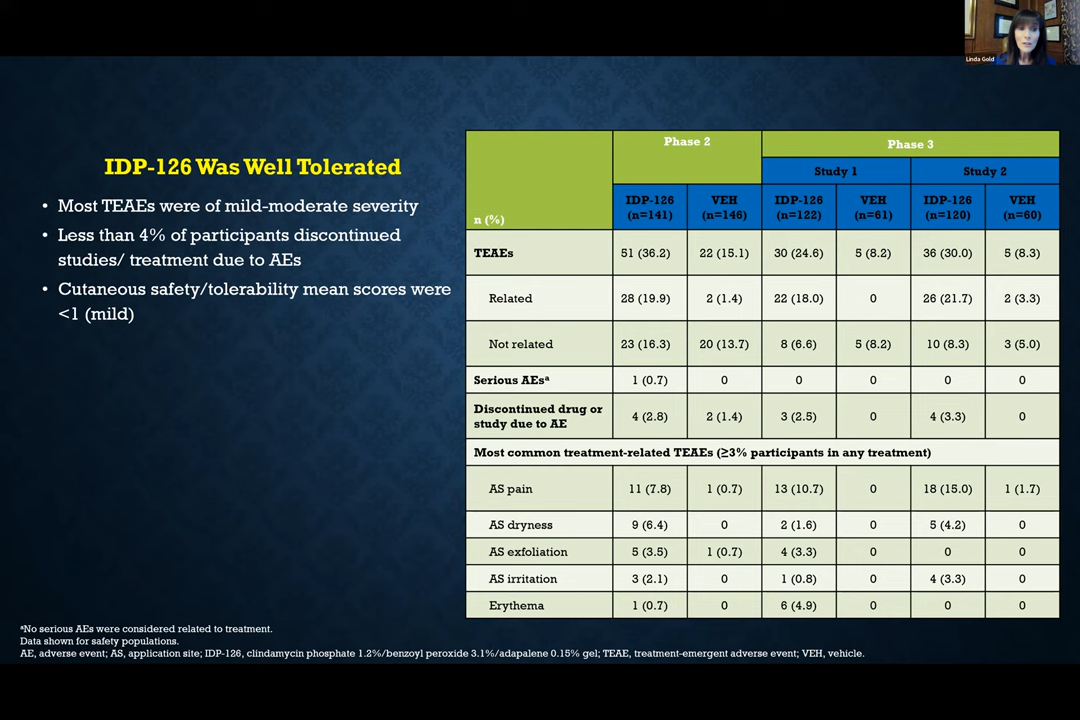 Linda Gold
IDP-126 Was Well Tolerated
• Most TEAEs were of mild-moderate severity
• Less than 4% of participants discontinued
studies/ treatment due to AEs
• Cutaneous safety/tolerability mean scores were
<1 (mild)
n (%) Phase 2 Phase 3
Study 1 Study 2
IDP-126 (n=141) VEH (n=146) IDP-126 (n=122) VEH (n=61) IDP-126 (n=120) VEH (n=60)
TEAEs 51 (36.2) 22 (15.1) 30 (24.6) 5 (8.2) 36 (30.0) 5 (8.3)
Related 28 (19.9) 2 (1.4) 22 (18.0) 0 26 (21.7) 2 (3.3)
Not related 23 (16.3) 20 (13.7) 8 (6.6) 5 (8.2) 10 (8.3) 3 (5.0)
Serious AEsª 1 (0.7) 0 0 0 0 0
Discontinued drug or
study due to AE 4 (2.8) 2 (1.4) 3 (2.5) 0 4 (3.3) 0
Most common treatment-related TEAEs (≥3% participants in any treatment)
AS pain 11 (7.8) 1 (0.7) 13 (10.7) 0 18 (15.0) 1 (1.7)
AS dryness 9 (6.4) 0 2 (1.6) 0 5 (4.2) 0
AS exfoliation 5 (3.5) 1 (0.7) 4 (3.3) 0 0 0
AS irritation 3 (2.1) 0 1 (0.8) 0 4 (3.3) 0
Erythema 1 (0.7) 0 6 (4.9) 0 0 0
ªNo serious AEs were considered related to treatment.
Data shown for safety populations.
AE, adverse event; AS, application site; IDP-126, clindamycin phosphate 1.2%/benzoyl peroxide 3.1%/adapalene 0.15% gel; TEAE, treatment-emergent adverse event; VEH, vehicle.